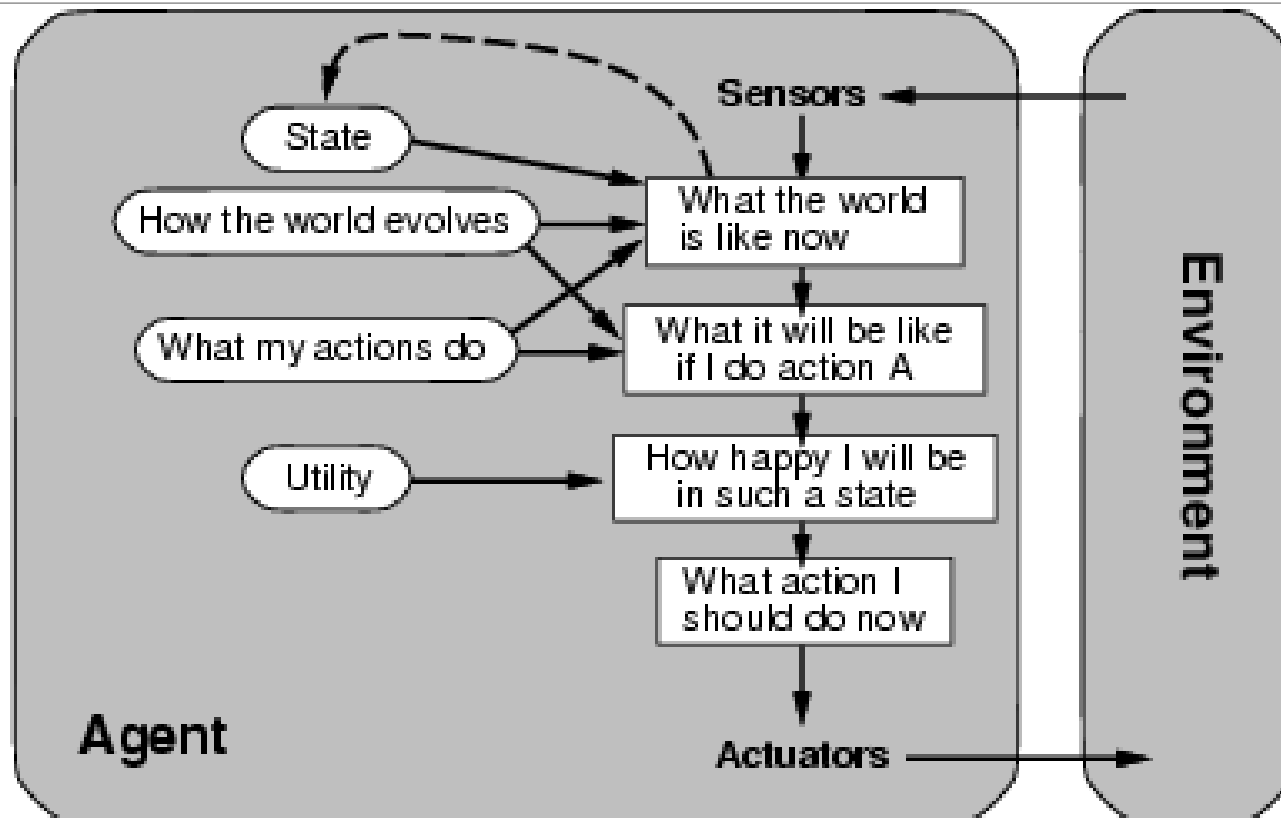 Sensors
State
What the world
is like now
How the world evolves
What it will be like
if I do action A
What my actions do
How happy I will be
in such a state
Utility
What action I
should do now
Agent
Actuators
Environment